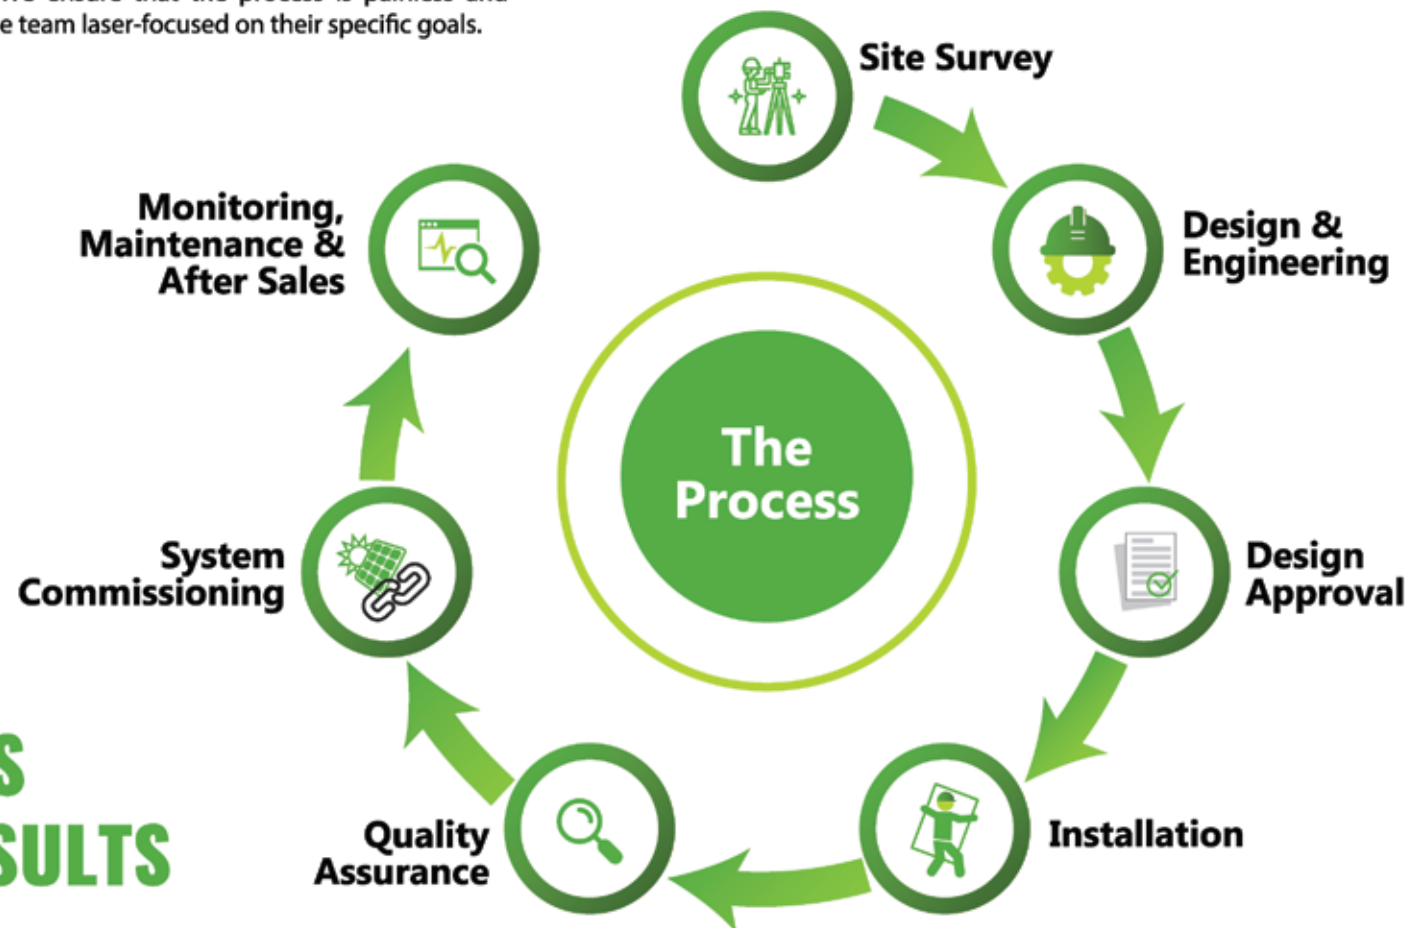 e team laser-focused on their specific goals.
Site Survey
Design &
Engineering
Design
Approval
Installation
Quality
Assurance
System
Commissioning
Monitoring,
Maintenance &
After Sales
The
Process
S
SULTS